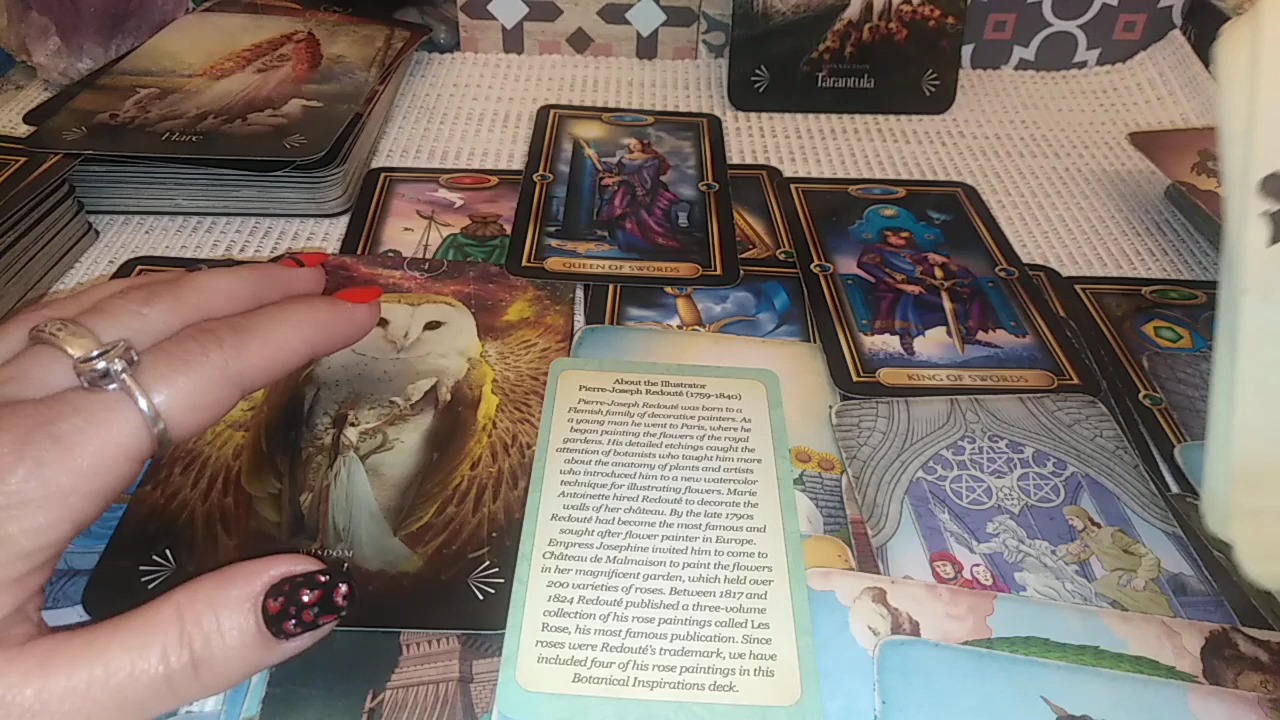 CONNECTION
Tarantula
Hare
QUEEN OF SWORDS
KING OF SWORDS
WISDOM
About the Illustrator
Pierre-Joseph Redouté (1759-1840)
Pierre-Joseph Redouté was born to a
Flemish family of decorative painters. As
a young man he went to Paris, where he
began painting the flowers of the royal
gardens. His detailed etchings caught the
attention of botanists who taught him more
about the anatomy of plants and artists
who introduced him to a new watercolor
technique for illustrating flowers. Marie
Antoinette hired Redouté to decorate the
walls of her château. By the late 1790s
Redouté had become the most famous and
sought after flower painter in Europe.
Empress Josephine invited him to come to
Château de Malmaison to paint the flowers
in her magnificent garden, which held over
200 varieties of roses. Between 1817 and
1824 Redouté published a three-volume
collection of his rose paintings called Les
Rose, his most famous publication. Since
roses were Redouté's trademark, we have
included four of his rose paintings in this
Botanical Inspirations deck.